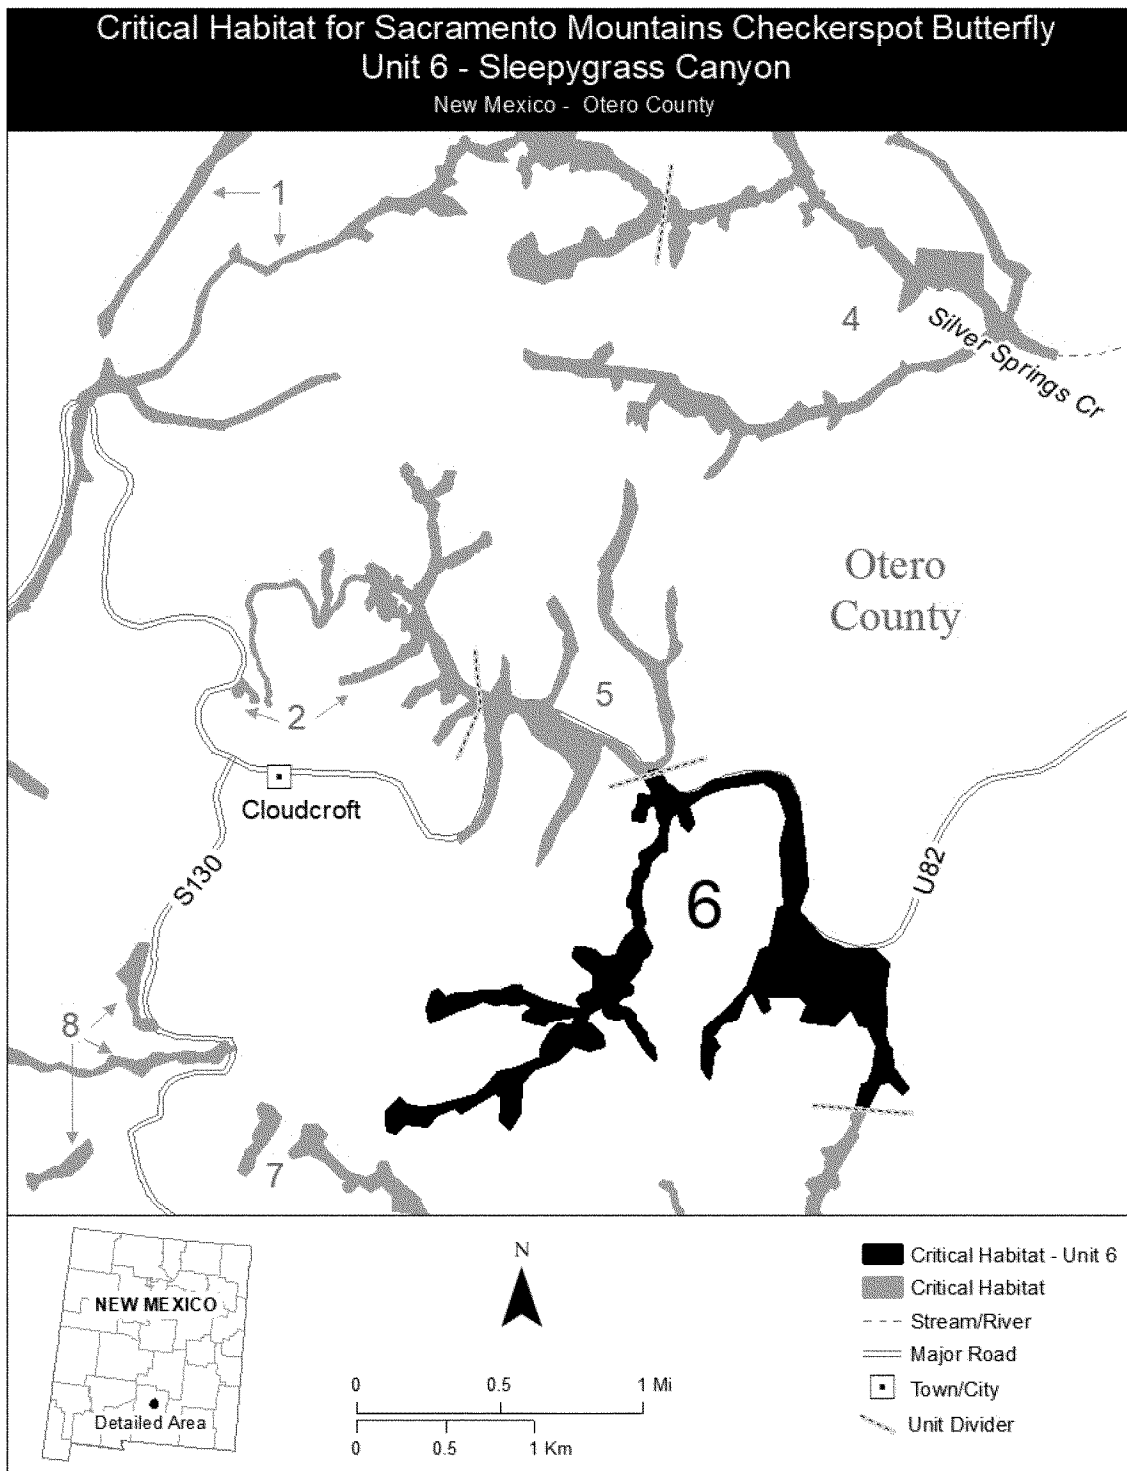 Critical Habitat for Sacramento Mountains Checkerspot Butterfly
Unit 6 - Sleepygrass Canyon
New Mexico - Otero County
1
4
Silver Springs Cr
Otero
County
5
2
Cloudcroft
S130
U82
6
8
7
NEW MEXICO
Detailed Area
N
0 0.5 1 Mi
0 0.5 1 Km
Critical Habitat - Unit 6
Critical Habitat
Stream/River
Major Road
Town/City
Unit Divider